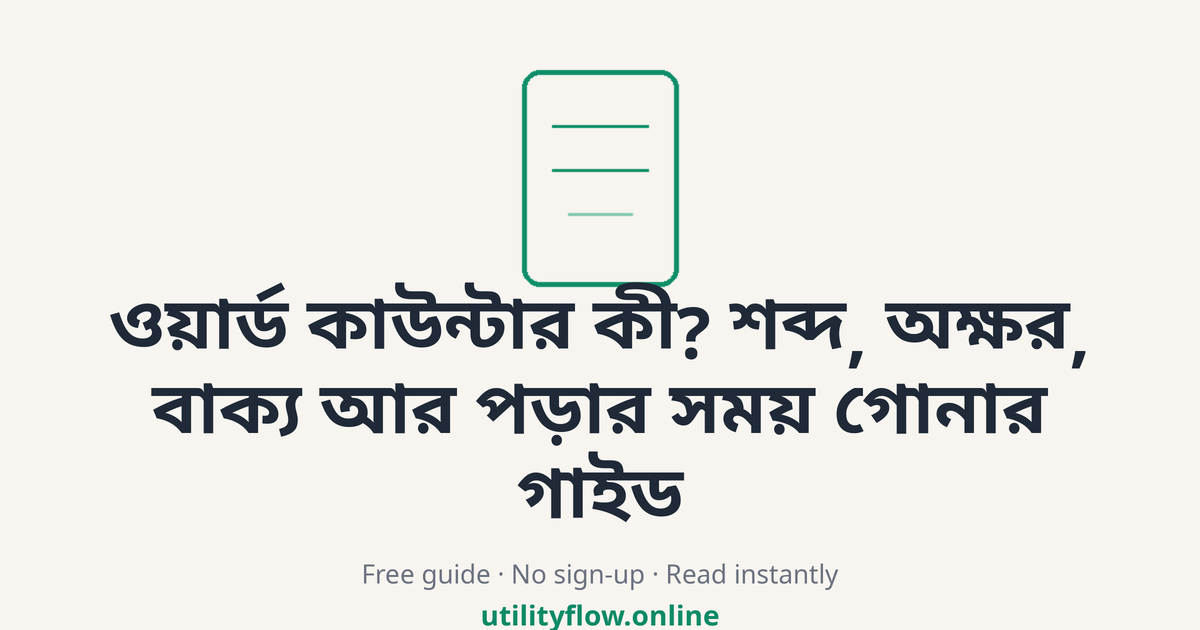 ওয়ার্ড কাউন্টার কী? শব্দ, অক্ষর,
বাক্য আর পড়ার সময় গোনার
গাইড
Free guide · No sign-up · Read instantly
utilityflow.online